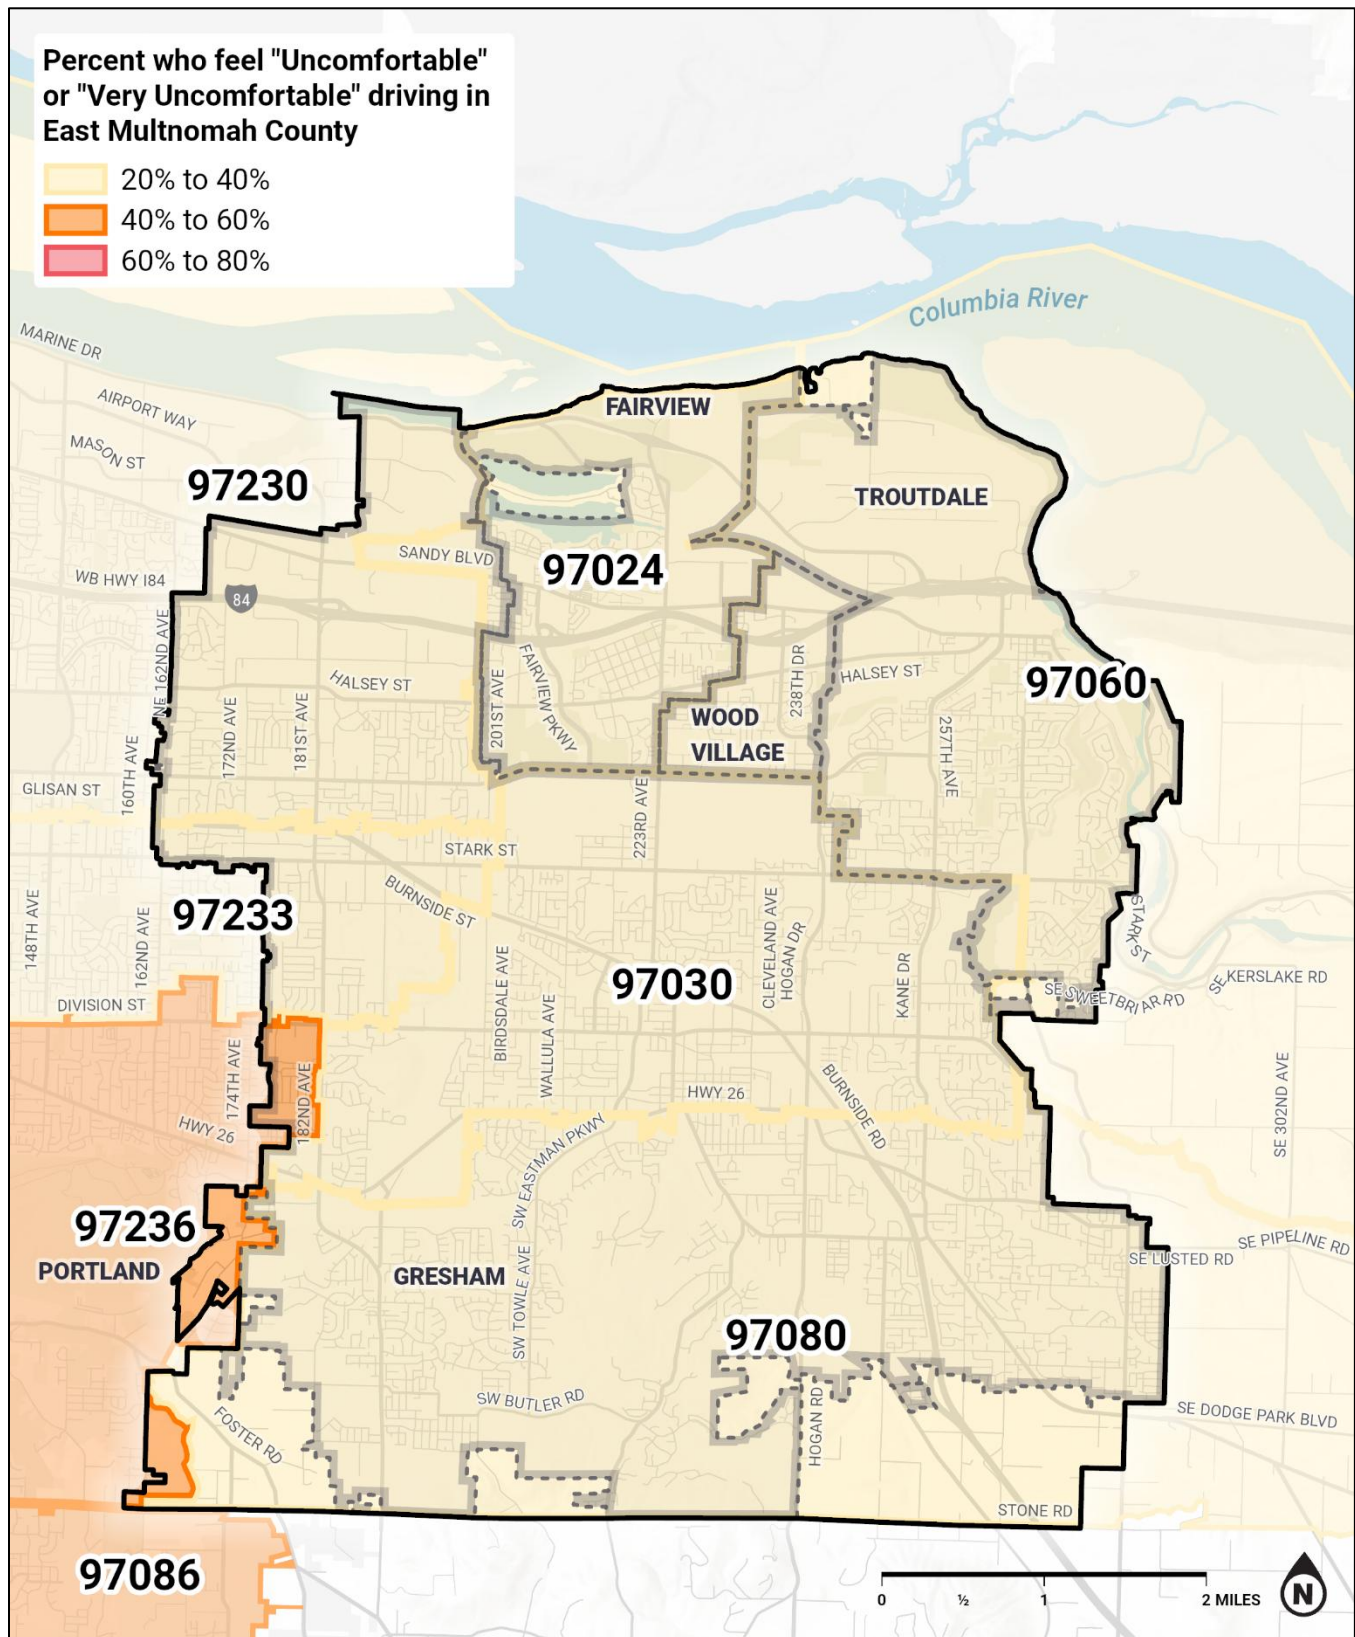 Percent who feel "Uncomfortable"
or "Very Uncomfortable" driving in
East Multnomah County
20% to 40%
40% to 60%
60% to 80%
Columbia River
MARINE DR
AIRPORT WAY
MASON ST
FAIRVIEW
97230
TROUTDALE
SANDY BLVD
97024
WB HWY I84
84
NE 162ND AVE
FAIRVIEW PKWY
238TH DR
HALSEY ST
HALSEY ST
97060
172ND AVE
181ST AVE
201ST AVE
WOOD
VILLAGE
257TH AVE
160TH AVE
GLISAN ST
223RD AVE
STARK ST
BURNSIDE ST
97233
148TH AVE
162ND AVE
CLEVELAND AVE
HOGAN DR
STARK ST
97030
BIRDSDALE AVE
WALLULA AVE
KANE DR
SE KERSLAKE RD
SE SWEETBRIAR RD
DIVISION ST
174TH AVE
182ND AVE
HWY 26
HWY 26
BURNSIDE RD
SE 302ND AVE
SW EASTMAN PKWY
97236
PORTLAND
SE PIPELINE RD
SE LUSTED RD
GRESHAM
SW TOWLE AVE
97080
SW BUTLER RD
HOGAN RD
SE DODGE PARK BLVD
FOSTER RD
STONE RD
97086
0 ½ 1 2 MILES
N